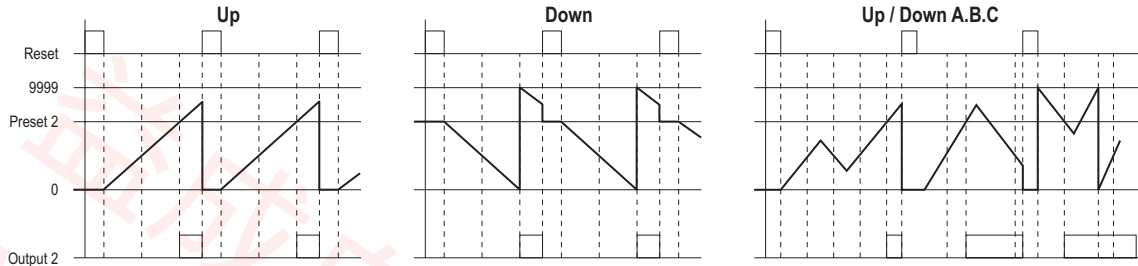 Up
Down
Up / Down A.B.C
Reset
9999
Preset 2
0
Output 2